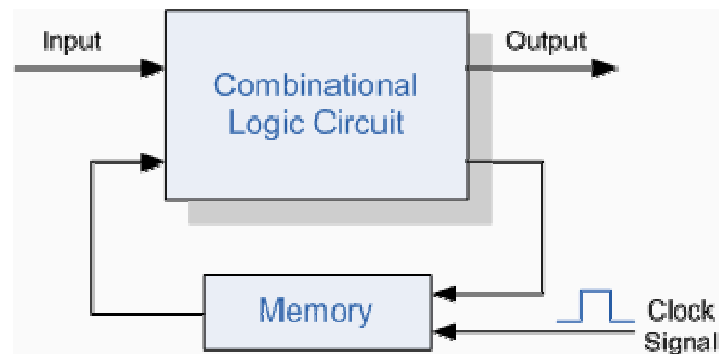 Input
Output
Combinational
Logic Circuit
Memory
Clock
Signal